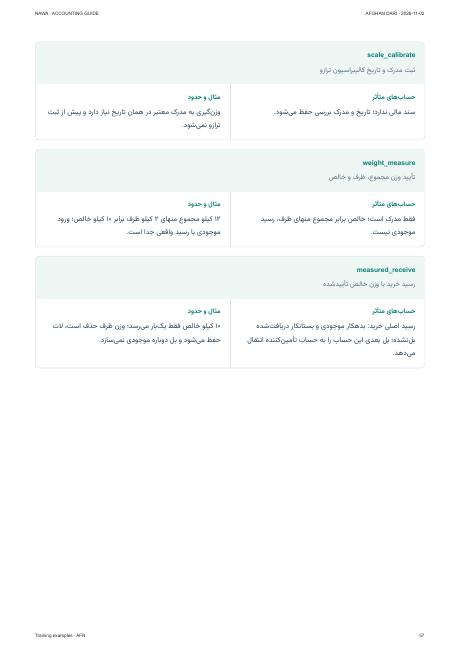 NAWA · ACCOUNTING GUIDE
AFGHAN DARI · 2026-11-02
scale_calibrate
ثبت مدرک و تاریخ کالیبراسیون ترازو
حساب‌های متأثر
سند مالی ندارد؛ تاریخ و مدرک بررسی حفظ می‌شود.
مثال و حدود
وزن‌گیری به مدرک معتبر در همان تاریخ نیاز دارد و پیش از ثبت
ترازو نمی‌شود.
weight_measure
تأیید وزن مجموع، ظرف و خالص
حساب‌های متأثر
فقط مدرک است؛ خالص برابر مجموع منهای ظرف، رسید
موجودی نیست.
مثال و حدود
۱۲ کیلو مجموع منهای ۲ کیلو ظرف برابر ۱۰ کیلو خالص؛ ورود
موجودی با رسید واقعی جدا است.
measured_receive
رسید خرید با وزن خالص تأییدشده
حساب‌های متأثر
رسید اصلی خرید: بدهکار موجودی و بستانکار دریافت‌شده
بل‌نشده؛ بل بعدی این حساب را به حساب تأمین‌کننده انتقال
می‌دهد.
مثال و حدود
۱۰ کیلو خالص فقط یک‌بار می‌رسد؛ وزن ظرف حذف است، لات
حفظ می‌شود و بل دوباره موجودی نمی‌سازد.
Training examples · AFN
57